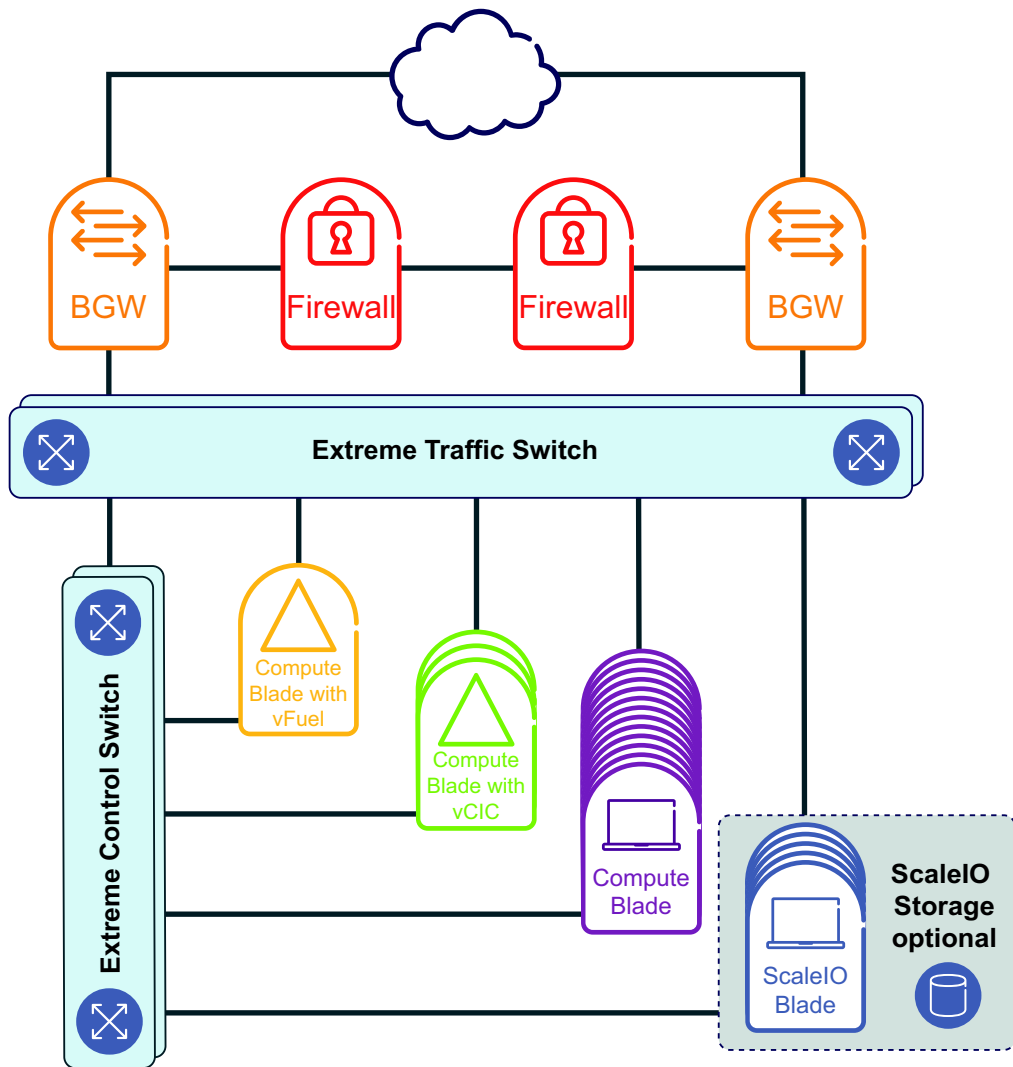 BGW
Firewall
Firewall
BGW
Extreme Traffic Switch
Extreme Control Switch
Compute
Blade with
vFuel
Compute
Blade with
vCIC
Compute
Blade
ScaleIO
Blade
ScaleIO
Storage
optional